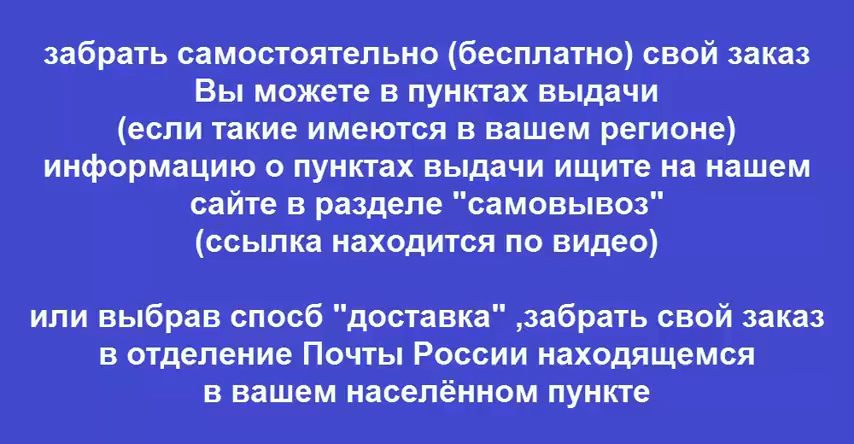 забрать самостоятельно (бесплатно) свой заказ
Вы можете в пунктах выдачи
(если такие имеются в вашем регионе)
информацию о пунктах выдачи ищите на нашем
сайте в разделе "самовывоз"
(ссылка находится по видео)
или выбрав спосб "доставка" ,забрать свой заказ
в отделение Почты России находящемся
в вашем населённом пункте